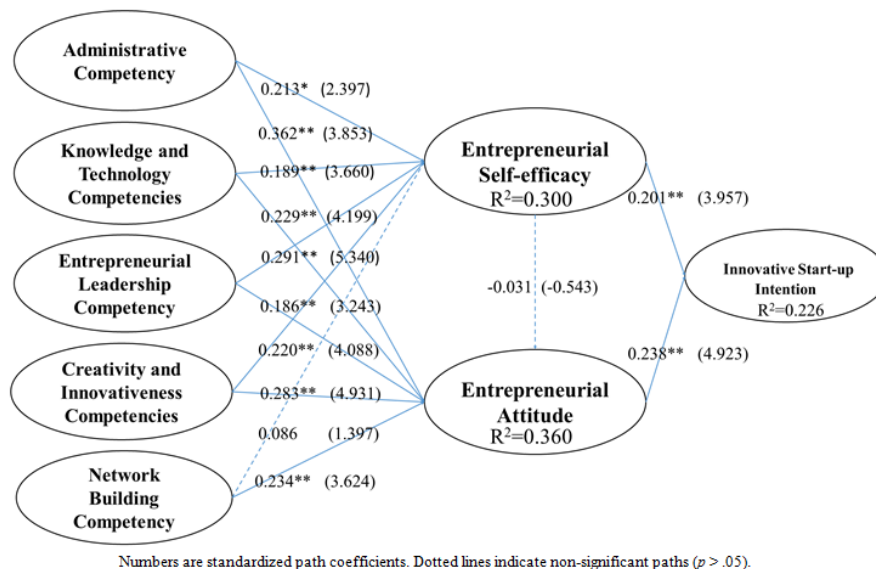 Administrative
Competency
Knowledge and
Technology
Competencies
Entrepreneurial
Leadership
Competency
Creativity and
Innovativeness
Competencies
Network
Building
Competency
0.213* (2.397)
0.362** (3.853)
0.189** (3.660)
0.229** (4.199)
0.291** (5.340)
0.186** (3.243)
0.220** (4.088)
0.283** (4.931)
0.086 (1.397)
0.234** (3.624)
Entrepreneurial
Self-efficacy
R²=0.300
-0.031 (-0.543)
Entrepreneurial
Attitude
R²=0.360
0.201** (3.957)
0.238** (4.923)
Innovative Start-up
Intention
R²=0.226
Numbers are standardized path coefficients. Dotted lines indicate non-significant paths (p > .05).